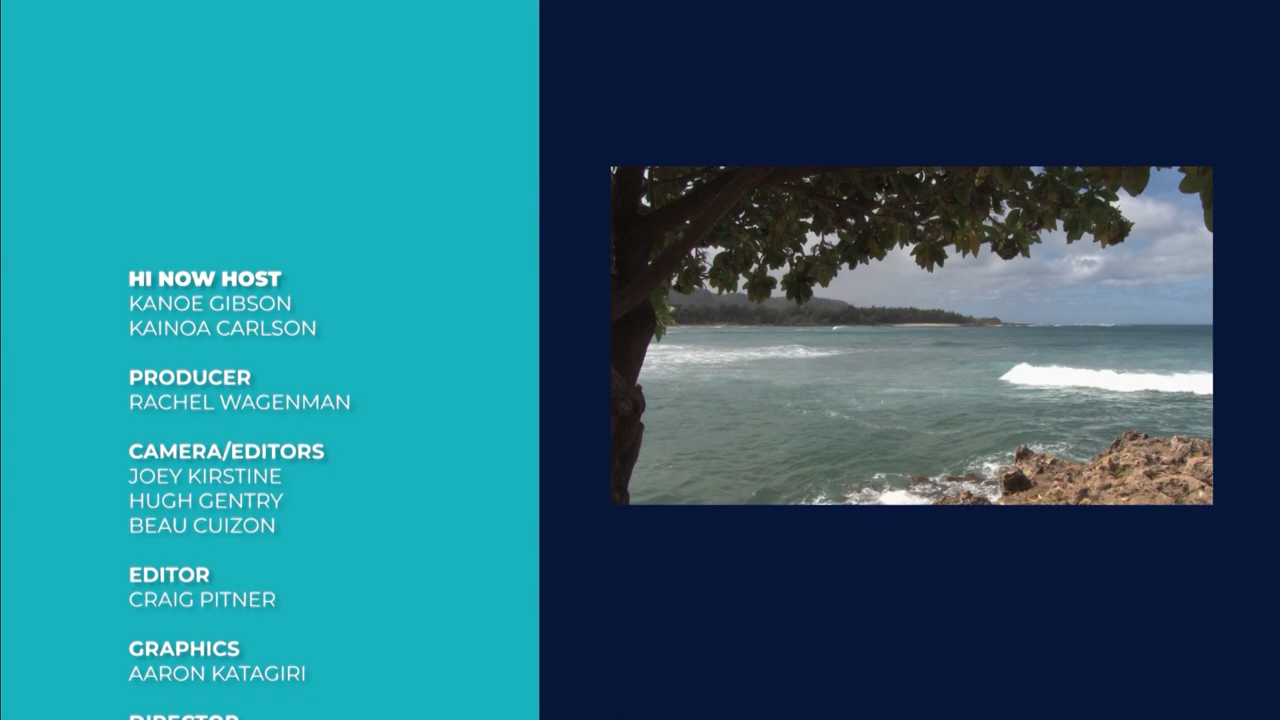 HI NOW HOST
KANOE GIBSON
KAINOA CARLSON
PRODUCER
RACHEL WAGENMAN
CAMERA/EDITORS
JOEY KIRSTINE
HUGH GENTRY
BEAU CUIZON
EDITOR
CRAIG PITNER
GRAPHICS
AARON KATAGIRI
DIRECTOR